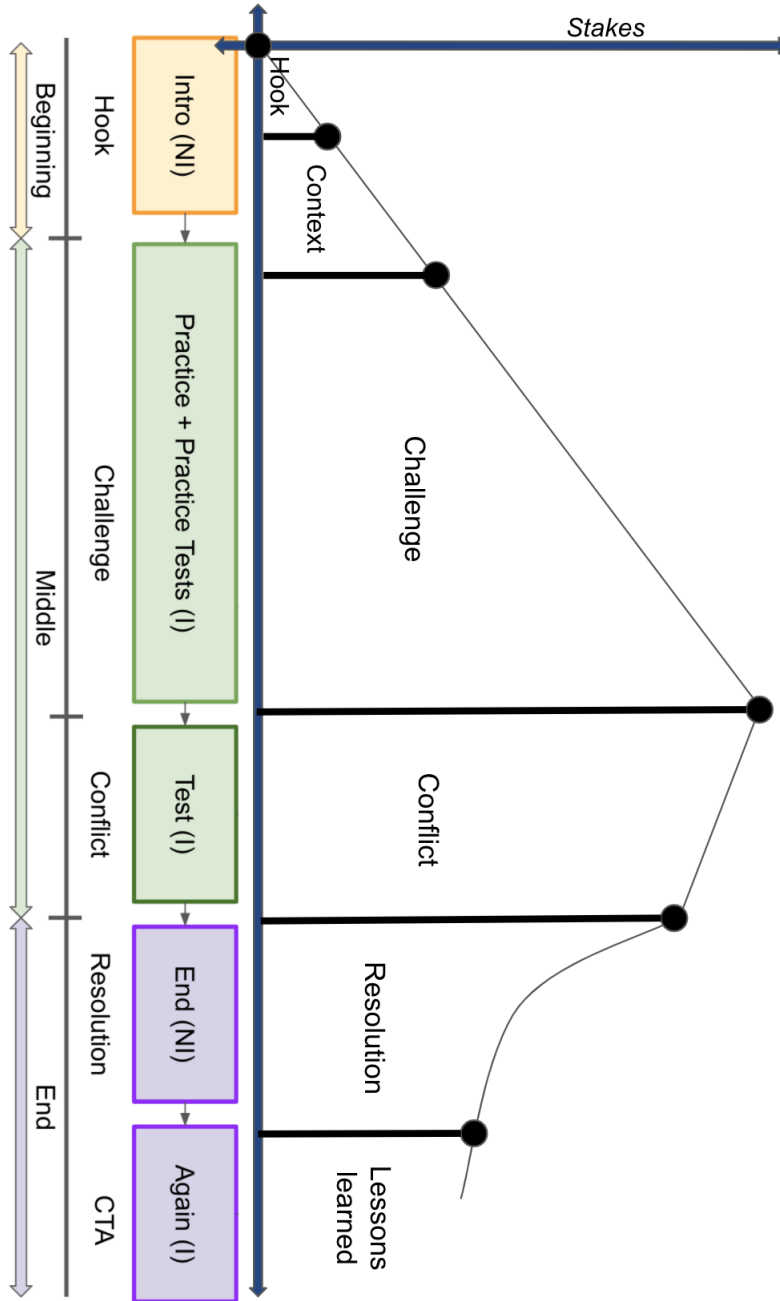 Stakes
Hook
Context
Challenge
Conflict
Resolution
Lessons
learned
Intro (NI)
Practice + Practice Tests (I)
Test (I)
End (NI)
Again (I)
Hook
Challenge
Conflict
Resolution
CTA
Beginning
Middle
End